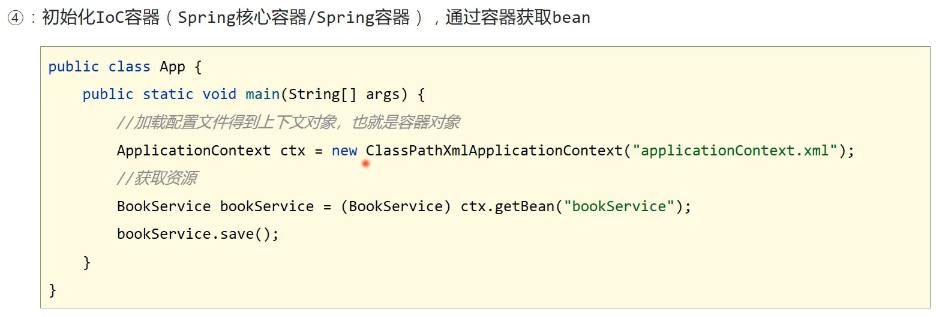 ④：初始化IoC容器（Spring核心容器/Spring容器），通过容器获取bean
public class App {
    public static void main(String[] args) {
        //加载配置文件得到上下文对象，也就是容器对象
        ApplicationContext ctx = new ClassPathXmlApplicationContext("applicationContext.xml");
        //获取资源
        BookService bookService = (BookService) ctx.getBean("bookService");
        bookService.save();
    }
}